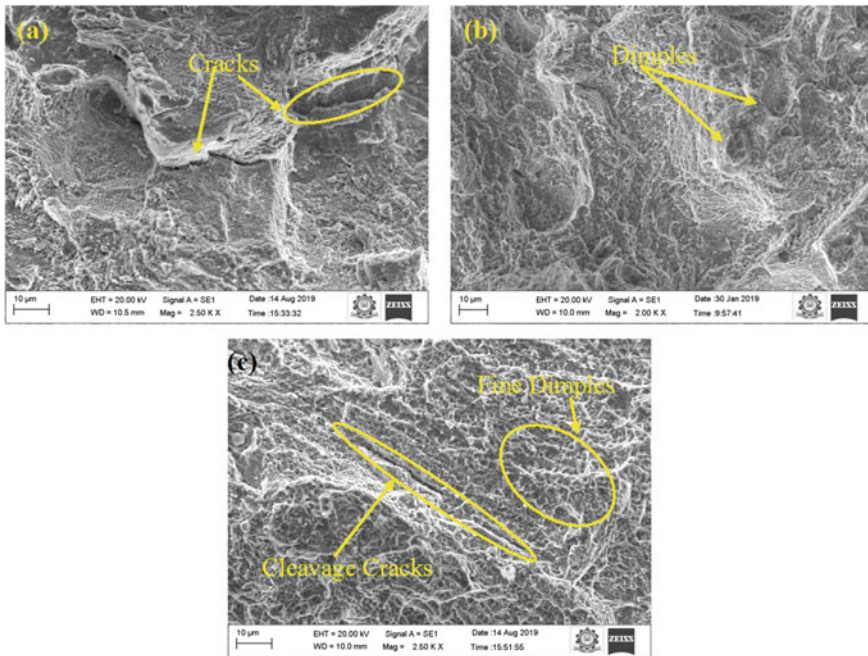 (a)
Cracks
10 µm
EHT = 20.00 kV Signal A = SE1 Date :14 Aug 2019
WD = 10.5 mm Mag = 2.50 K X Time :15:33:32
ZEISS
(b)
Dimples
10 µm
EHT = 20.00 kV Signal A = SE1 Date :30 Jan 2019
WD = 10.0 mm Mag = 2.00 K X Time :9:57:41
ZEISS
(c)
Fine Dimples
Cleavage Cracks
10 µm
EHT = 20.00 kV Signal A = SE1 Date :14 Aug 2019
WD = 10.0 mm Mag = 2.50 K X Time :15:51:55
ZEISS